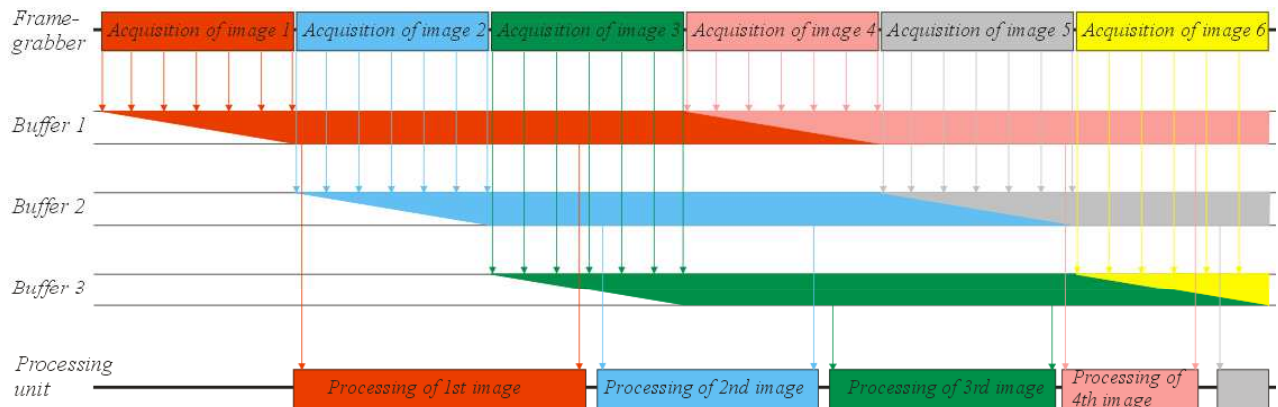 Frame-
grabber
Acquisition of image 1
Acquisition of image 2
Acquisition of image 3
Acquisition of image 4
Acquisition of image 5
Acquisition of image 6
Buffer 1
Buffer 2
Buffer 3
Processing
unit
Processing of 1st image
Processing of 2nd image
Processing of 3rd image
Processing of
4th image